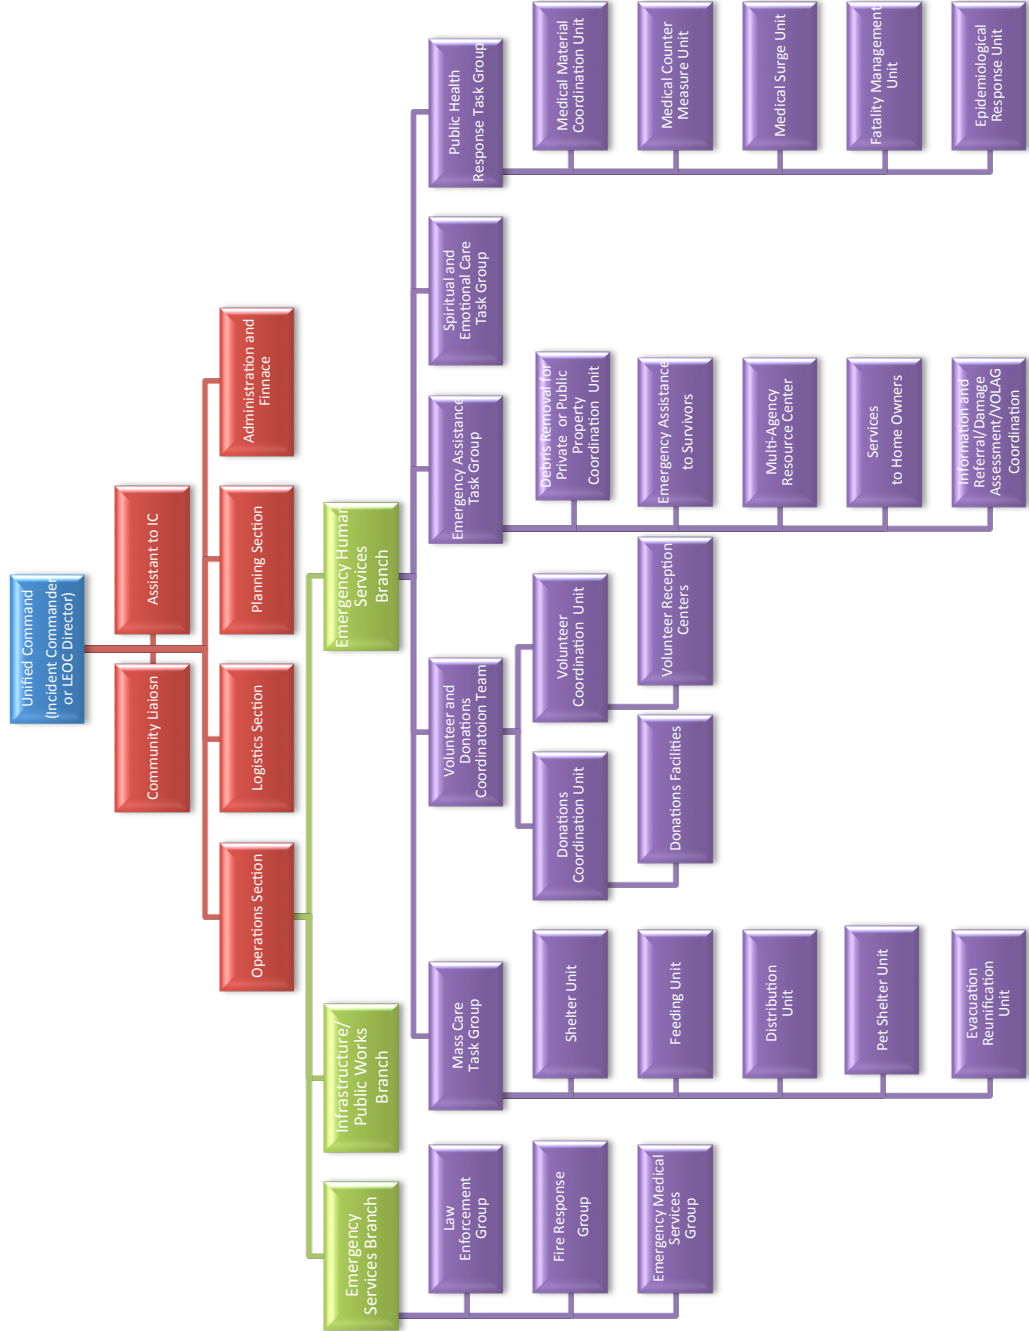 Unified Command
(Incident Commander
or LEOC Director)
Community Liaiosn
Assistant to IC
Operations Section
Logistics Section
Planning Section
Administration and
Finnace
Emergency
Services Branch
Infrastructure/
Public Works
Branch
Emergency Human
Services
Branch
Law
Enforcement
Group
Fire Response
Group
Emergency Medical
Services
Group
Mass Care
Task Group
Shelter Unit
Feeding Unit
Distribution
Unit
Pet Shelter Unit
Evacuation
Reunification
Unit
Volunteer and
Donations
Coordinatoion Team
Donations
Coordination Unit
Donations Facilities
Volunteer
Coordination Unit
Volunteer Reception
Centers
Emergency Assistance
Task Group
Debris Removal for
Private or Public
Property
Coordination Unit
Emergency Assistance
to Survivors
Multi-Agency
Resource Center
Services
to Home Owners
Information and
Referral/Damage
Assessment/VOLAG
Coordination
Spiritual and
Emotional Care
Task Group
Public Health
Response Task Group
Medical Material
Coordination Unit
Medical Counter
Measure Unit
Medical Surge Unit
Fatality Management
Unit
Epidemiological
Response Unit